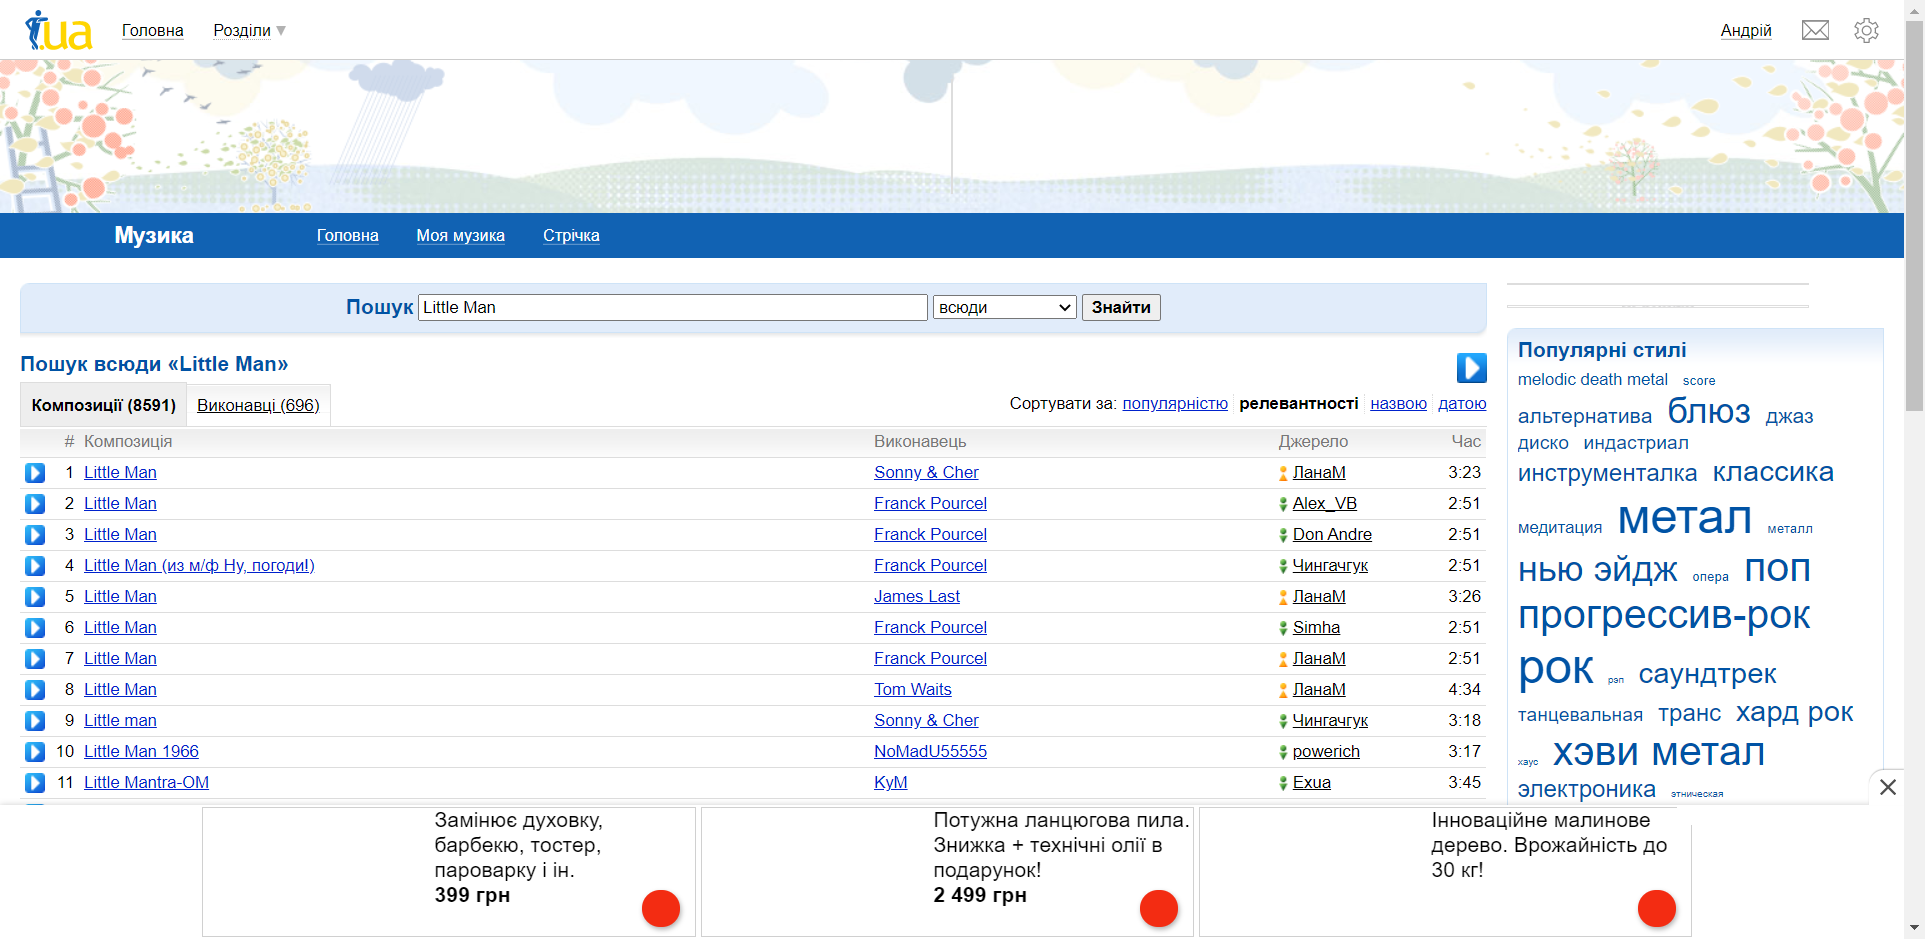 i.ua Головна Розділи Андрій
Музика Головна Моя музика Стрічка
Пошук Little Man всюди Знайти
Пошук всюди «Little Man»
Композиції (8591) Виконавці (696) Сортувати за: популярністю релевантності назвою датою
# Композиція Виконавець Джерело Час
1 Little Man Sonny & Cher ЛанаМ 3:23
2 Little Man Franck Pourcel Alex_VB 2:51
3 Little Man Franck Pourcel Don Andre 2:51
4 Little Man (из м/ф Ну, погоди!) Franck Pourcel Чингачгук 2:51
5 Little Man James Last ЛанаМ 3:26
6 Little Man Franck Pourcel Simha 2:51
7 Little Man Franck Pourcel ЛанаМ 2:51
8 Little Man Tom Waits ЛанаМ 4:34
9 Little man Sonny & Cher Чингачгук 3:18
10 Little Man 1966 NoMadU55555 powerich 3:17
11 Little Mantra-OM KyM Exua 3:45
Популярні стилі
melodic death metal score
альтернатива блюз джаз
диско индастриал
инструменталка классика
медитация метал металл
нью эйдж опера поп
прогрессив-рок
рок рэп саундтрек
танцевальная транс хард рок
хаус хэви метал
электроника этническая
Замінює духовку,
барбекю, тостер,
пароварку і ін.
399 грн
Потужна ланцюгова пила.
Знижка + технічні олії в
подарунок!
2 499 грн
Інноваційне малинове
дерево. Врожайність до
30 кг!